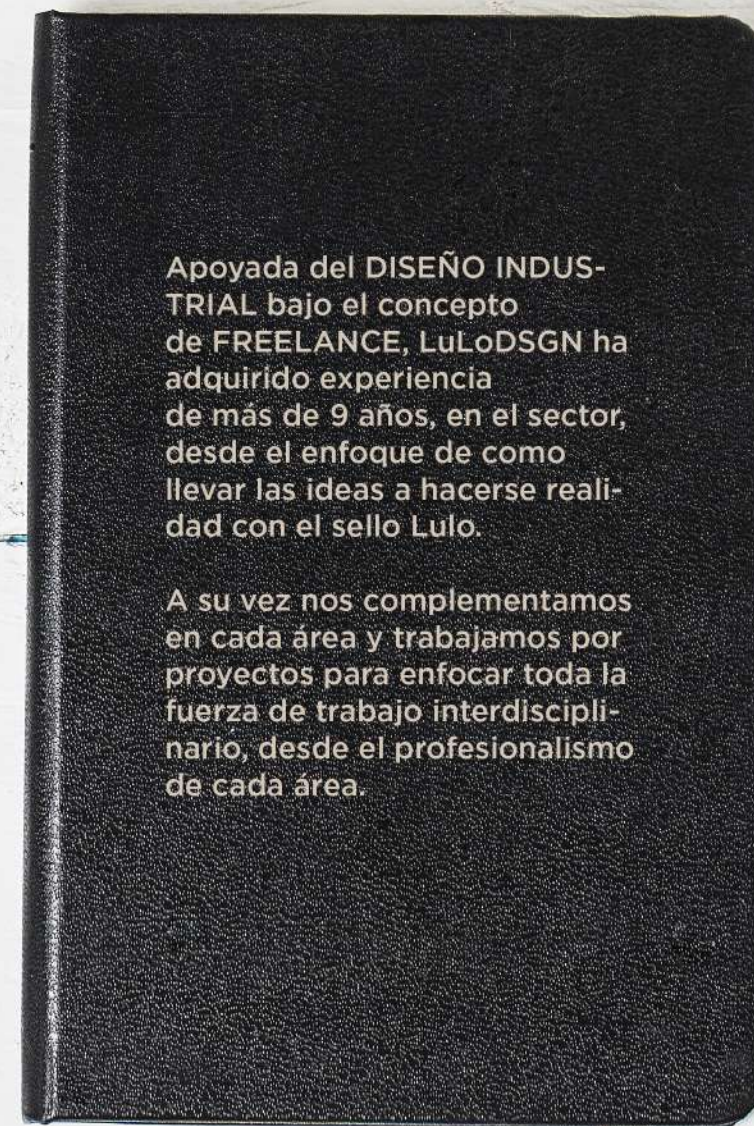 Apoyada del DISEÑO INDUS-
TRIAL bajo el concepto
de FREELANCE, LuLoDSGN ha
adquirido experiencia
de más de 9 años, en el sector,
desde el enfoque de como
llevar las ideas a hacerse reali-
dad con el sello Lulo.

A su vez nos complementamos
en cada área y trabajamos por
proyectos para enfocar toda la
fuerza de trabajo interdiscipli-
nario, desde el profesionalismo
de cada área.